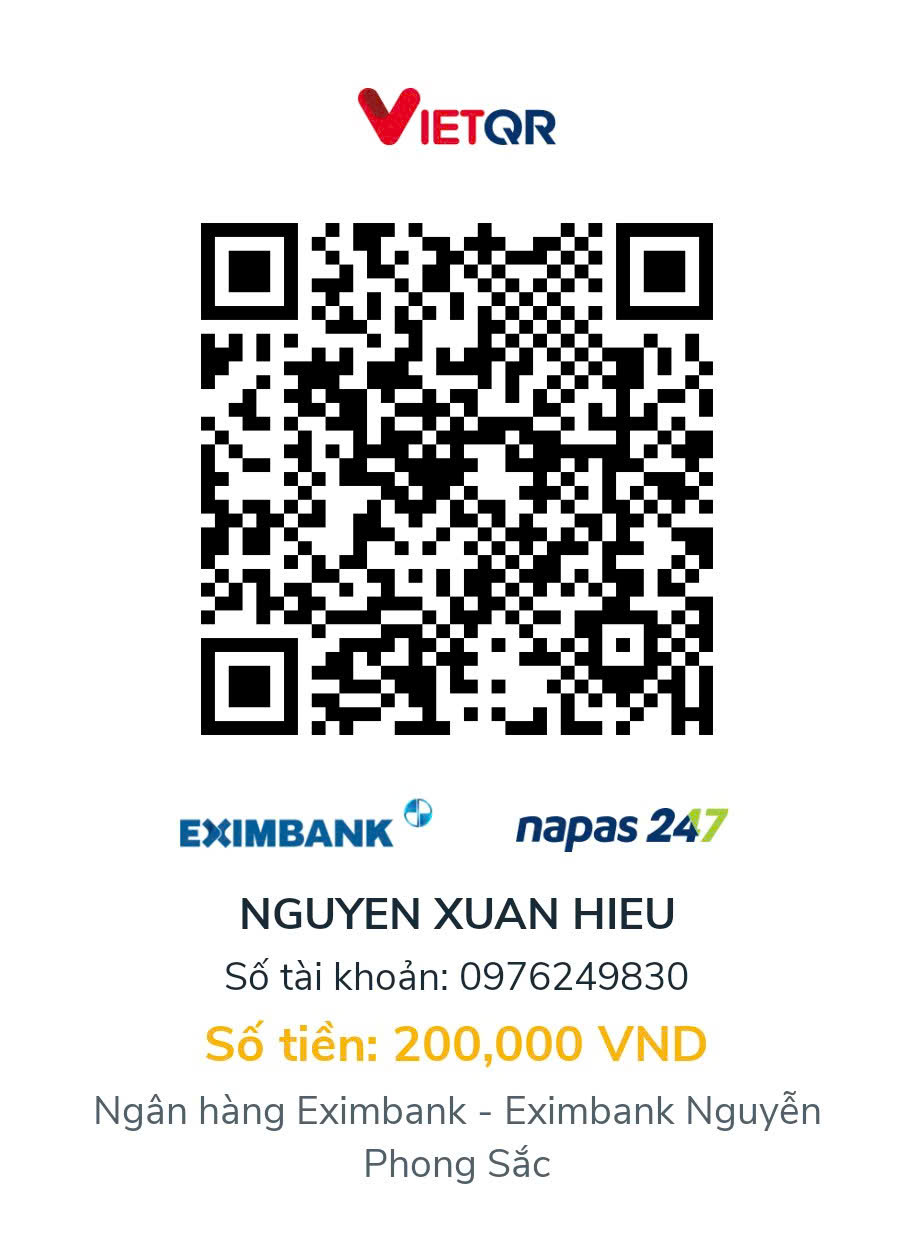 VIETQR
EXIMBANK
napas 247
NGUYEN XUAN HIEU
Số tài khoản: 0976249830
Số tiền: 200,000 VND
Ngân hàng Eximbank - Eximbank Nguyễn
Phong Sắc